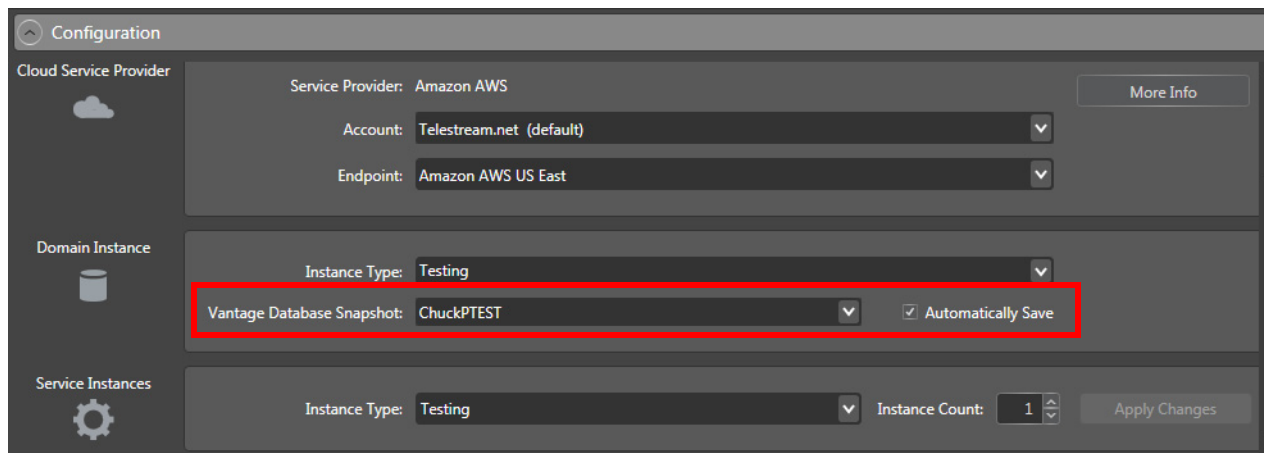 Configuration
Cloud Service Provider
Service Provider: Amazon AWS
More Info
Account: Telestream.net (default)
Endpoint: Amazon AWS US East
Domain Instance
Instance Type: Testing
Vantage Database Snapshot: ChuckPTEST Automatically Save
Service Instances
Instance Type: Testing Instance Count: 1 Apply Changes